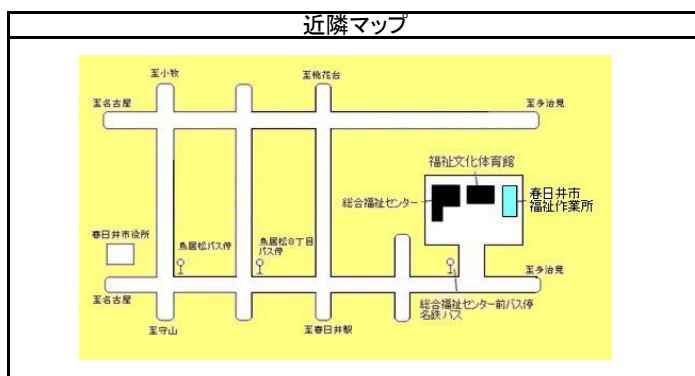 近隣マップ
至小牧
至桃花台
至名古屋
至多治見
福祉文化体育館
総合福祉センター
春日井市
福祉作業所
春日井市役所
鳥居松バス停
鳥居松8丁目
バス停
至多治見
至名古屋
総合福祉センター前バス停
名鉄バス
至守山
至春日井駅